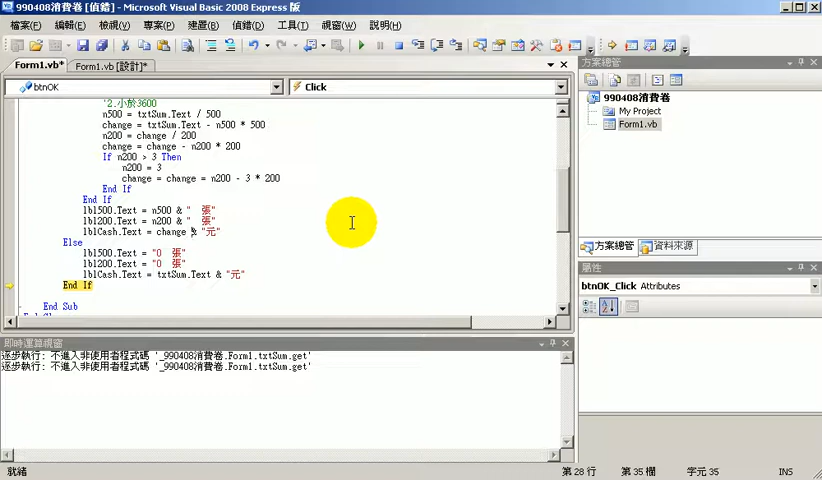 990408消費卷 [偵錯] - Microsoft Visual Basic 2008 Express 版
檔案(F) 編輯(E) 檢視(V) 專案(P) 建置(B) 偵錯(D) 工具(T) 視窗(W) 說明(H)
Form1.vb* Form1.vb [設計]*
btnOK Click
'2.小於3600
n500 = txtSum.Text / 500
change = txtSum.Text - n500 * 500
n200 = change / 200
change = change - n200 * 200
If n200 > 3 Then
n200 = 3
change = change = n200 - 3 * 200
End If
End If
lbl500.Text = n500 & "  張"
lbl200.Text = n200 & "  張"
lblCash.Text = change & "元"
Else
lbl500.Text = "0  張"
lbl200.Text = "0  張"
lblCash.Text = txtSum.Text & "元"
End If
End Sub
即時運算視窗
逐步執行: 不進入非使用者程式碼 '_990408消費卷.Form1.txtSum.get'
逐步執行: 不進入非使用者程式碼 '_990408消費卷.Form1.txtSum.get'
方案總管
990408消費卷
My Project
Form1.vb
方案總管 資料來源
屬性
btnOK_Click Attributes
就緒 第 28 行 第 35 欄 字元 35 INS